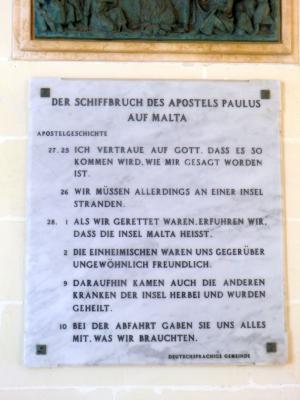 DER SCHIFFBRUCH DES APOSTELS PAULUS
AUF MALTA
APOSTELGESCHICHTE
27. 25 ICH VERTRAUE AUF GOTT, DASS ES SO
KOMMEN WIRD, WIE MIR GESAGT WORDEN
IST.
26 WIR MÜSSEN ALLERDINGS AN EINER INSEL
STRANDEN.
28. 1 ALS WIR GERETTET WAREN, ERFUHREN WIR,
DASS DIE INSEL MALTA HEISST.
2 DIE EINHEIMISCHEN WAREN UNS GEGERÜBER
UNGEWÖHNLICH FREUNDLICH.
9 DARAUFHIN KAMEN AUCH DIE ANDEREN
KRANKEN DER INSEL HERBEI UND WURDEN
GEHEILT.
10 BEI DER ABFAHRT GABEN SIE UNS ALLES
MIT, WAS WIR BRAUCHTEN.
DEUTSCHSPRACHIGE GEMEINDE